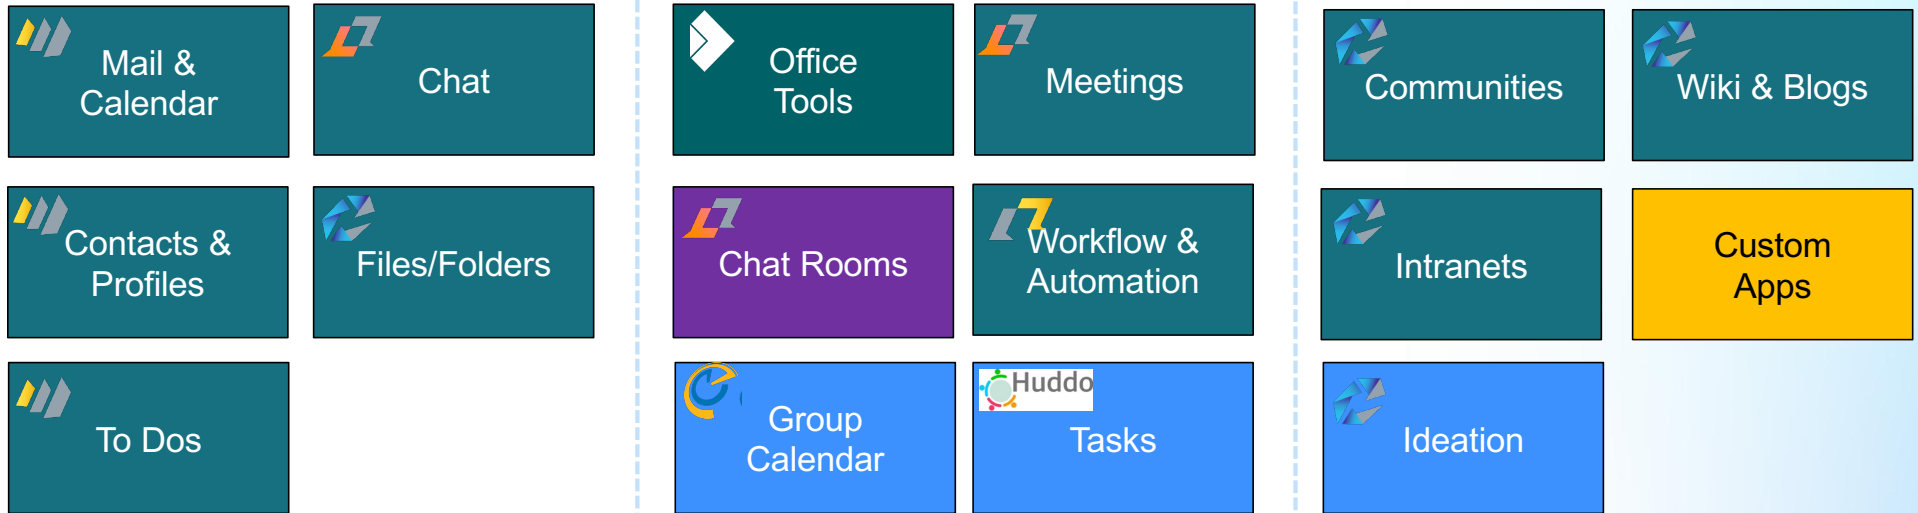 Mail &
Calendar
Chat
Office
Tools
Meetings
Communities
Wiki & Blogs
Contacts &
Profiles
Files/Folders
Chat Rooms
Workflow &
Automation
Intranets
Custom
Apps
To Dos
Group
Calendar
Huddo
Tasks
Ideation